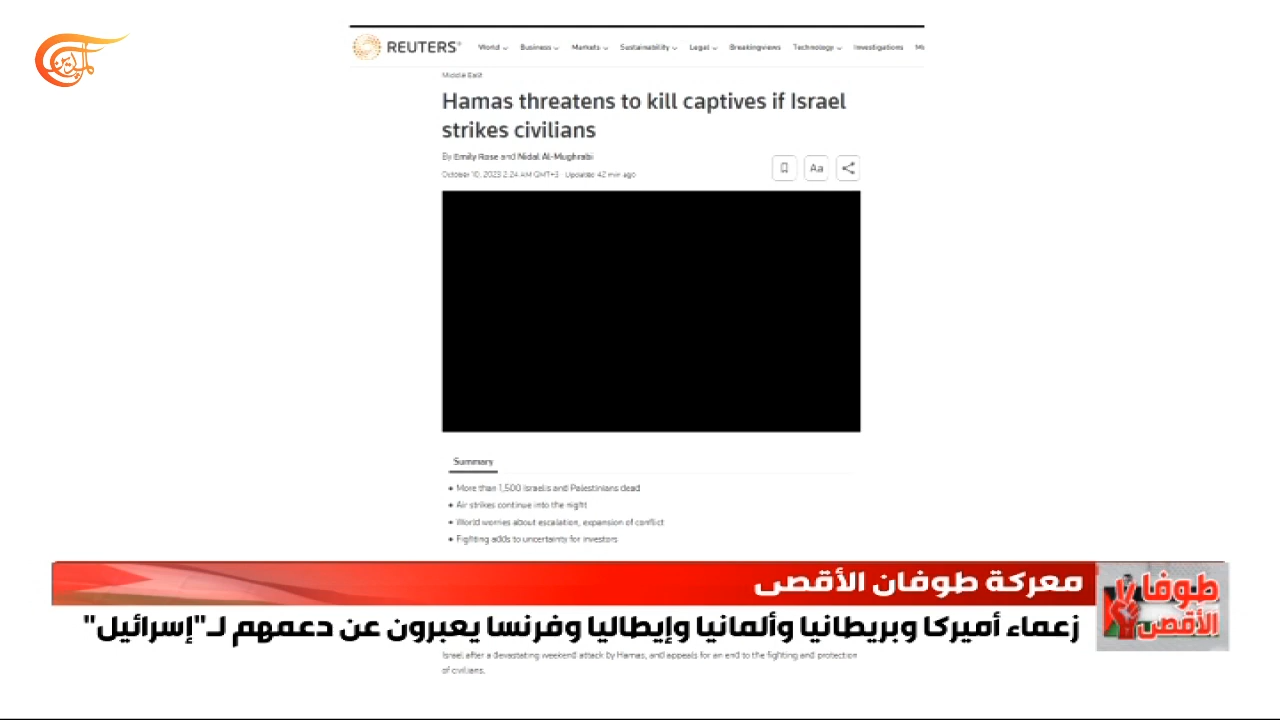 الميادين
REUTERS®
World Business Markets Sustainability Legal Breakingviews Technology Investigations
Middle East
Hamas threatens to kill captives if Israel
strikes civilians
By Emily Rose and Nidal Al-Mughrabi
October 10, 2023 2:24 AM GMT+3 · Updated 42 min ago
Aa
Summary
More than 1,500 Israelis and Palestinians dead
Air strikes continue into the night
World worries about escalation, expansion of conflict
Fighting adds to uncertainty for investors
معركة طوفان الأقصى
طوفان
الأقصى
زعماء أميركا وبريطانيا وألمانيا وإيطاليا وفرنسا يعبرون عن دعمهم لـ"إسرائيل"
Israel after a devastating weekend attack by Hamas, and appeals for an end to the fighting and protection
of civilians.